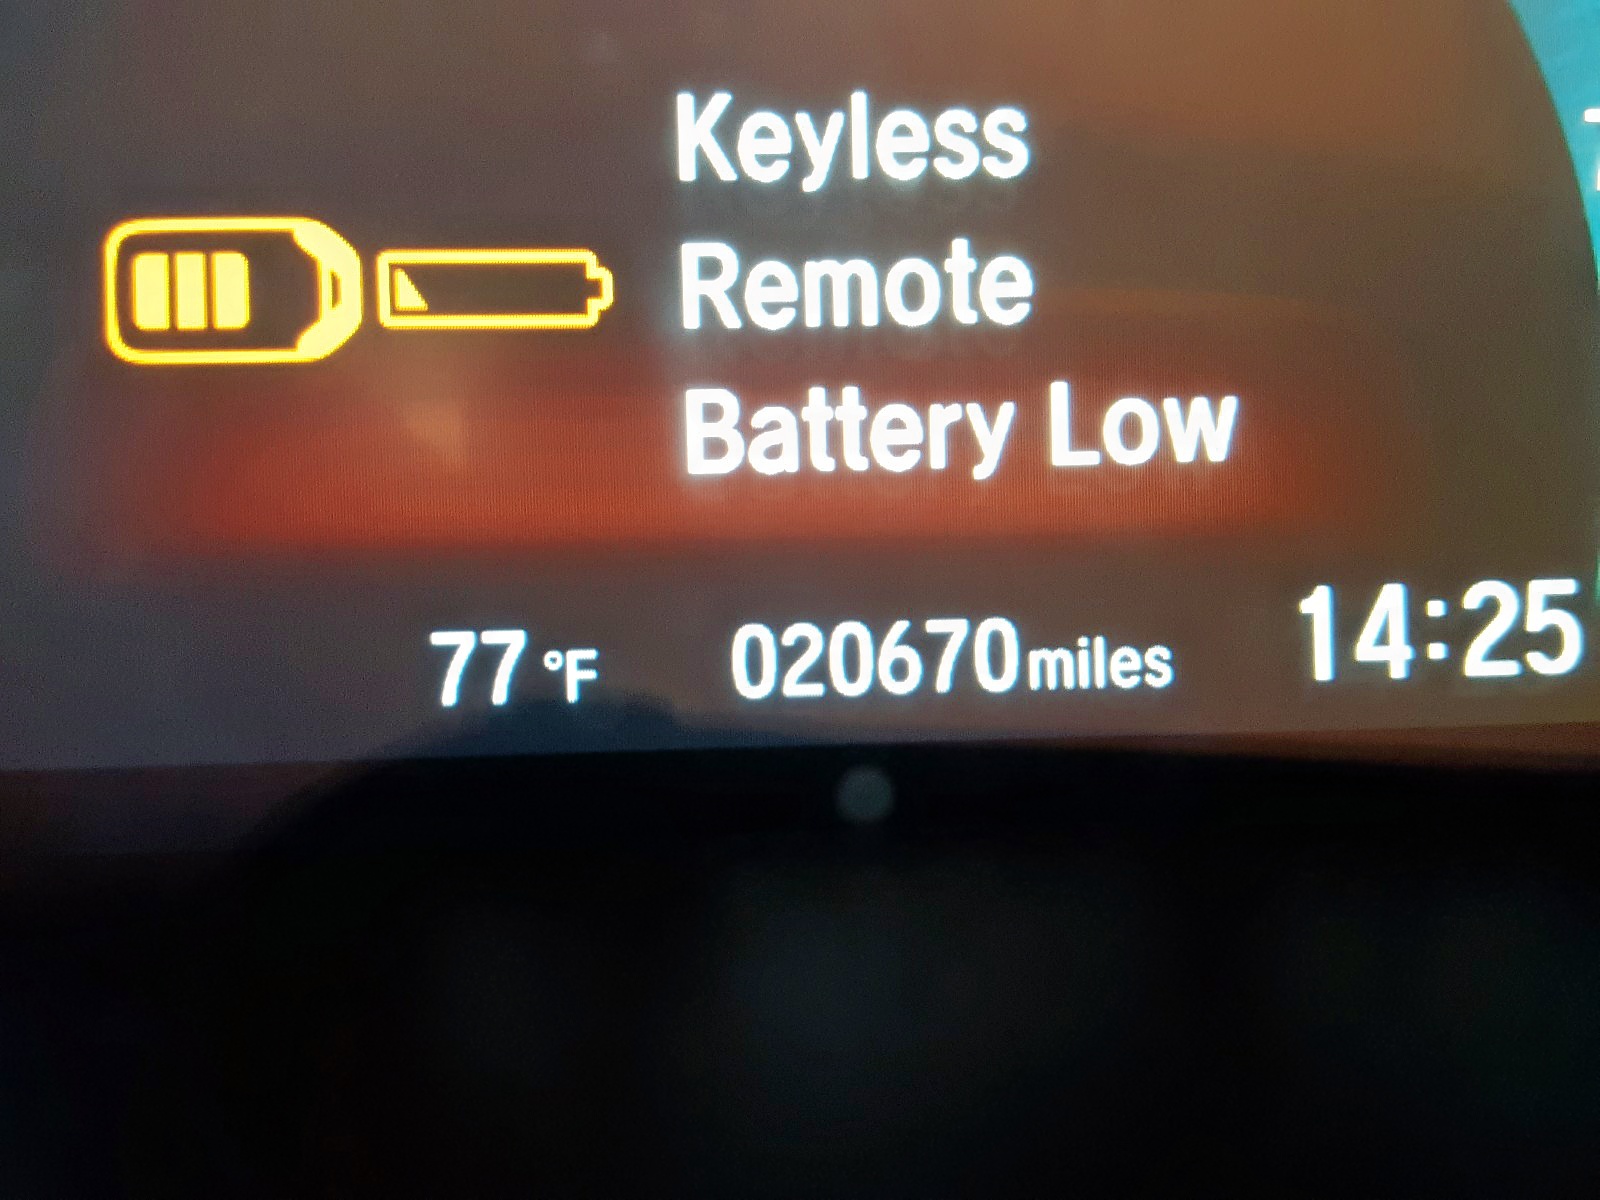 Keyless
Remote
Battery Low
77 °F 020670 miles 14:25